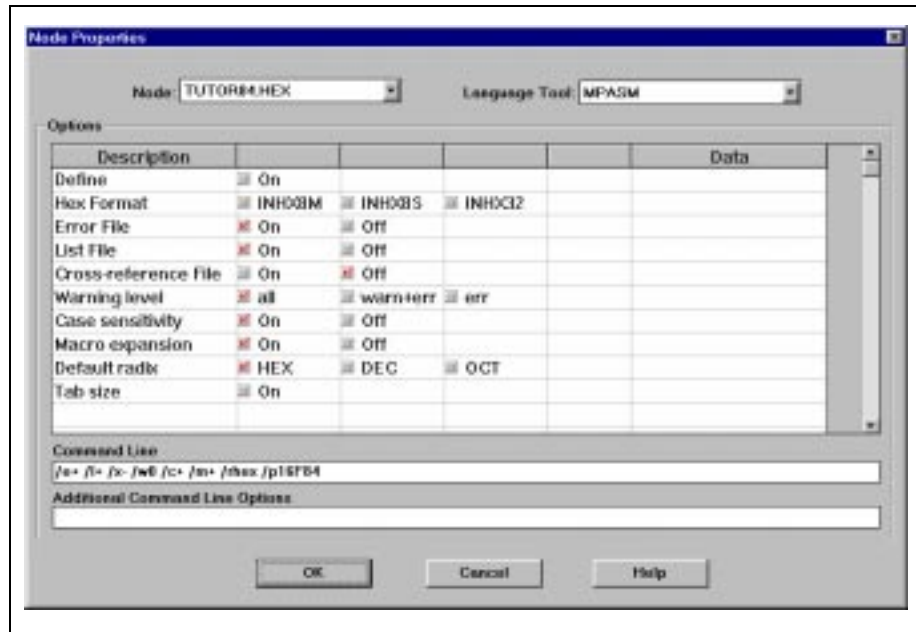 Node Properties
Node: TUTOR84.HEX Language Tool: MPASM
Options
Description Data
Define On
Hex Format INHX8M INHX8S INHX32
Error File On Off
List File On Off
Cross-reference File On Off
Warning level all warn+err err
Case sensitivity On Off
Macro expansion On Off
Default radix HEX DEC OCT
Tab size On
Command Line
/e+ /l+ /x- /w0 /c+ /m+ /rhex /p16F84
Additional Command Line Options
OK Cancel Help